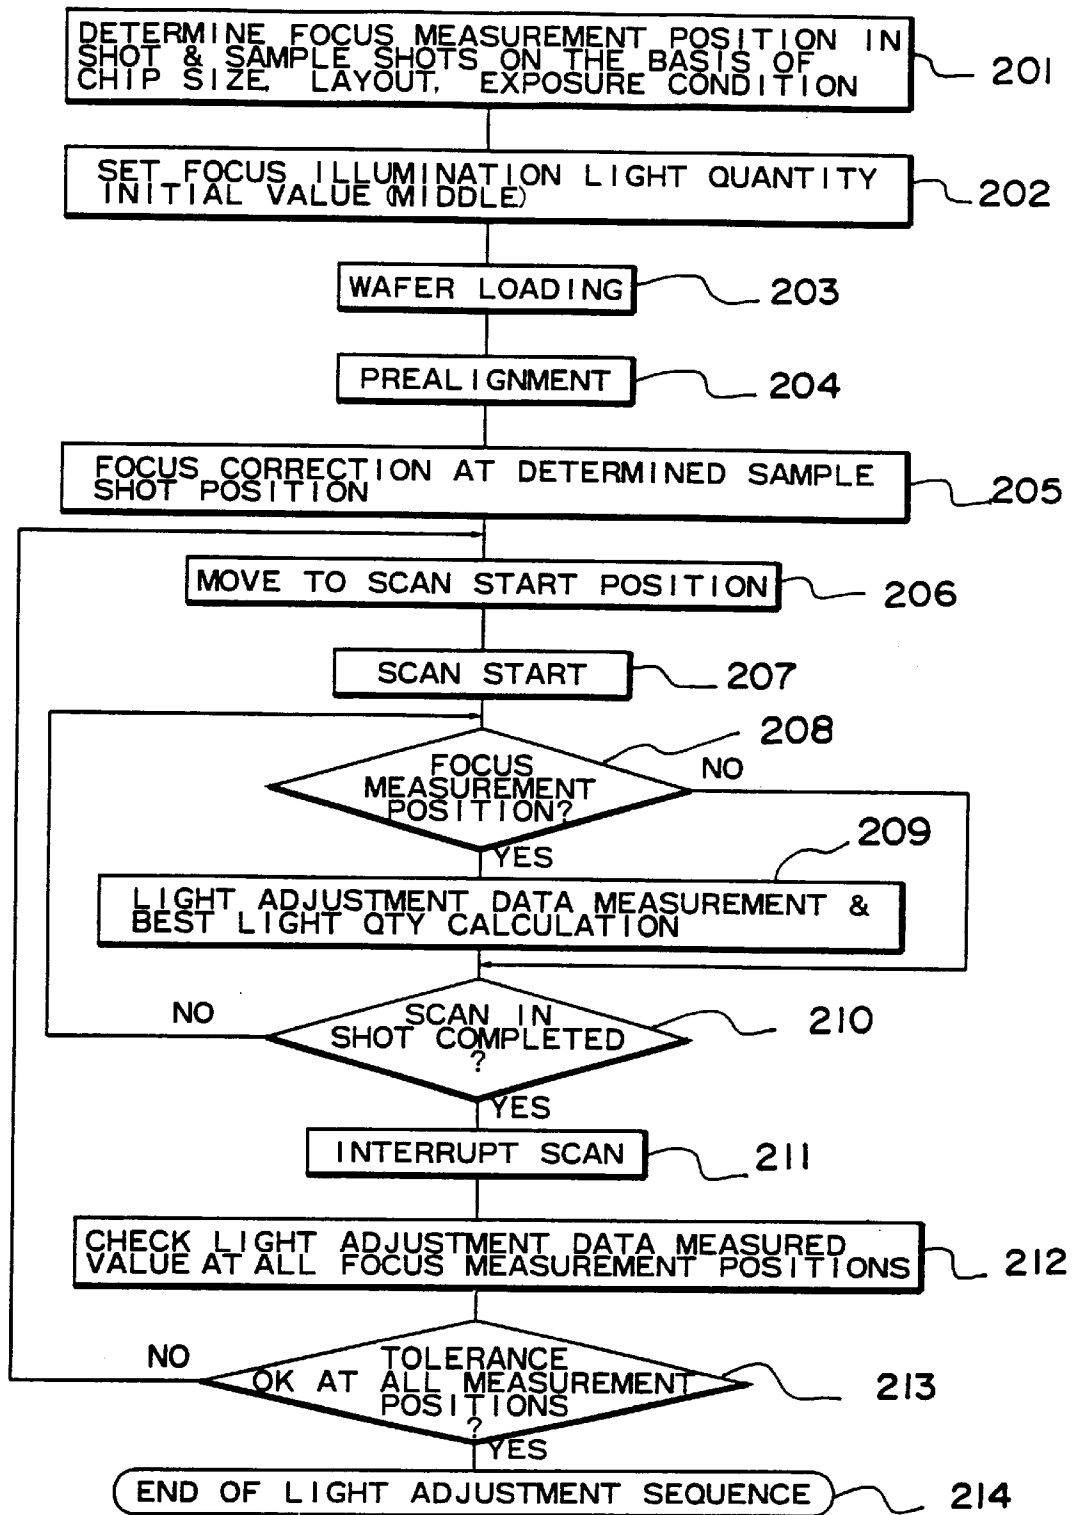 DETERMINE FOCUS MEASUREMENT POSITION IN
SHOT & SAMPLE SHOTS ON THE BASIS OF
CHIP SIZE, LAYOUT, EXPOSURE CONDITION
201
SET FOCUS ILLUMINATION LIGHT QUANTITY
INITIAL VALUE (MIDDLE)
202
WAFER LOADING
203
PREALIGNMENT
204
FOCUS CORRECTION AT DETERMINED SAMPLE
SHOT POSITION
205
MOVE TO SCAN START POSITION
206
SCAN START
207
208
FOCUS
MEASUREMENT
POSITION?
NO
YES
209
LIGHT ADJUSTMENT DATA MEASUREMENT &
BEST LIGHT QTY CALCULATION
NO
SCAN IN
SHOT COMPLETED
?
210
YES
INTERRUPT SCAN
211
CHECK LIGHT ADJUSTMENT DATA MEASURED
VALUE AT ALL FOCUS MEASUREMENT POSITIONS
212
NO
TOLERANCE
OK AT ALL MEASUREMENT
POSITIONS
?
213
YES
END OF LIGHT ADJUSTMENT SEQUENCE
214